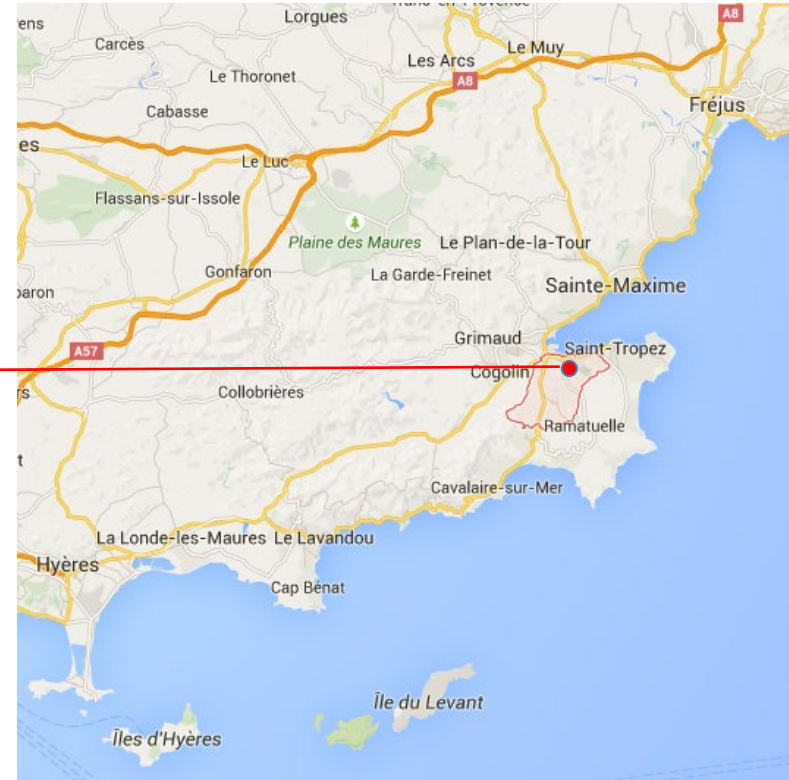 Lorgues
A8
Carcès
Le Muy
Les Arcs
A8
Le Thoronet
Fréjus
Cabasse
es
Le Luc
Flassans-sur-Issole
Plaine des Maures
Le Plan-de-la-Tour
Gonfaron
La Garde-Freinet
Sainte-Maxime
Grimaud
Saint-Tropez
A57
Cogolin
Collobrières
Ramatuelle
Cavalaire-sur-Mer
La Londe-les-Maures
Le Lavandou
Hyères
Cap Bénat
Île du Levant
Îles d'Hyères